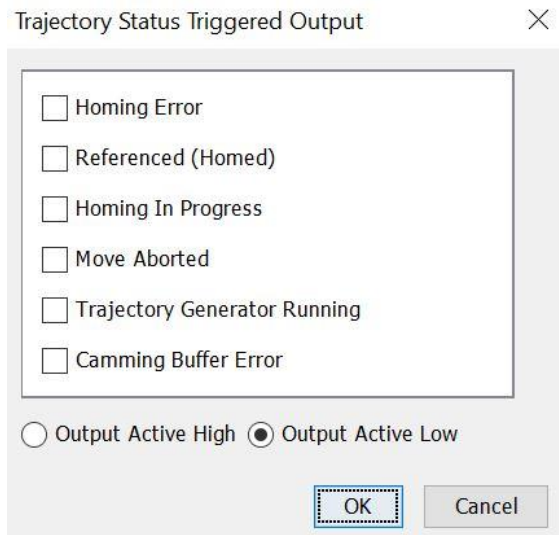 Trajectory Status Triggered Output
Homing Error
Referenced (Homed)
Homing In Progress
Move Aborted
Trajectory Generator Running
Camming Buffer Error
Output Active High Output Active Low
OK Cancel